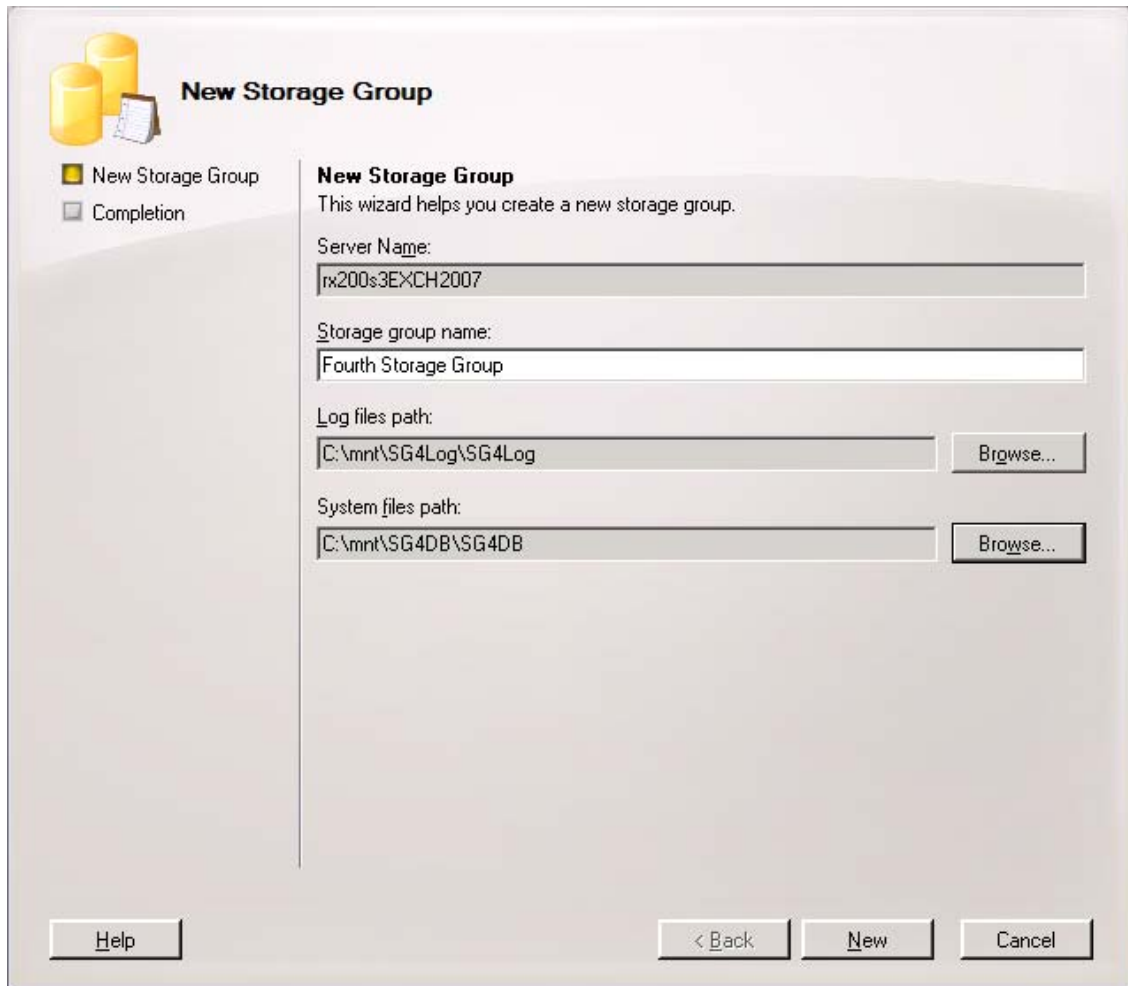 New Storage Group
New Storage Group
Completion
New Storage Group
This wizard helps you create a new storage group.
Server Name:
rx200s3EXCH2007
Storage group name:
Fourth Storage Group
Log files path:
C:\mnt\SG4Log\SG4Log
Browse...
System files path:
C:\mnt\SG4DB\SG4DB
Browse...
Help
< Back
New
Cancel